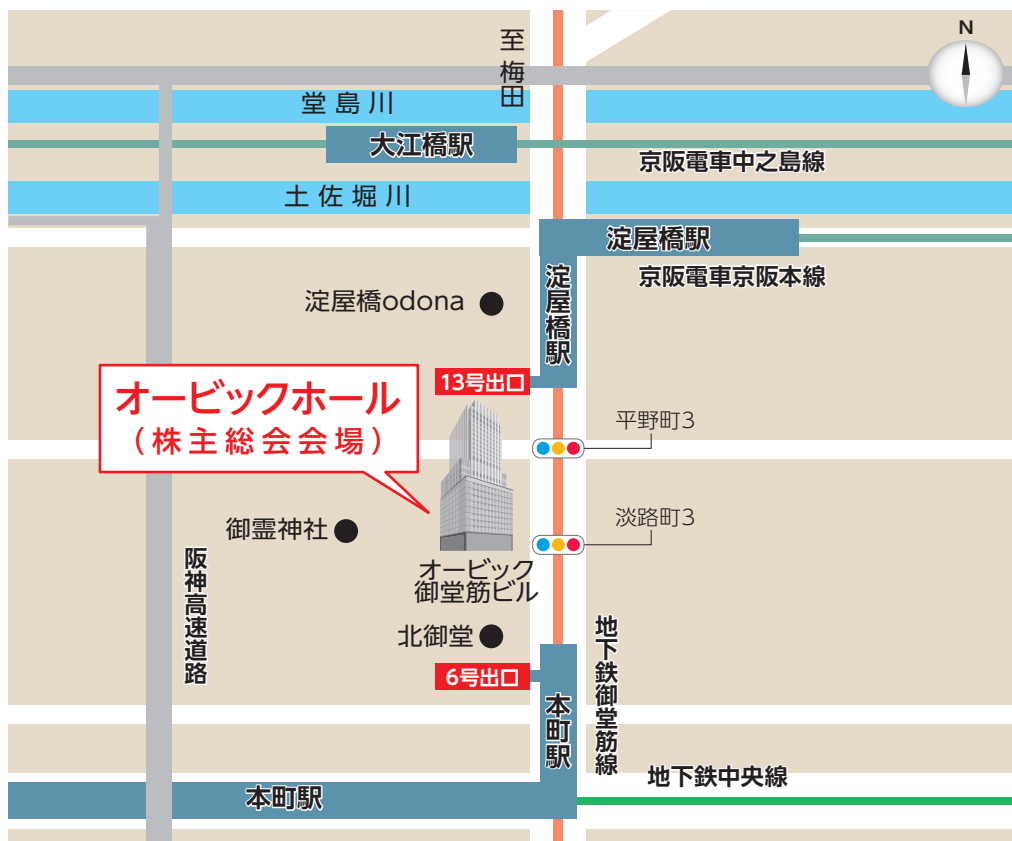 至梅田
N
堂島川
大江橋駅
京阪電車中之島線
土佐堀川
淀屋橋駅
京阪電車京阪本線
淀屋橋駅
淀屋橋odona
13号出口
オービックホール
（株主総会会場）
平野町3
淡路町3
御霊神社
オービック
御堂筋ビル
阪神高速道路
北御堂
6号出口
地下鉄御堂筋線
本町駅
地下鉄中央線
本町駅